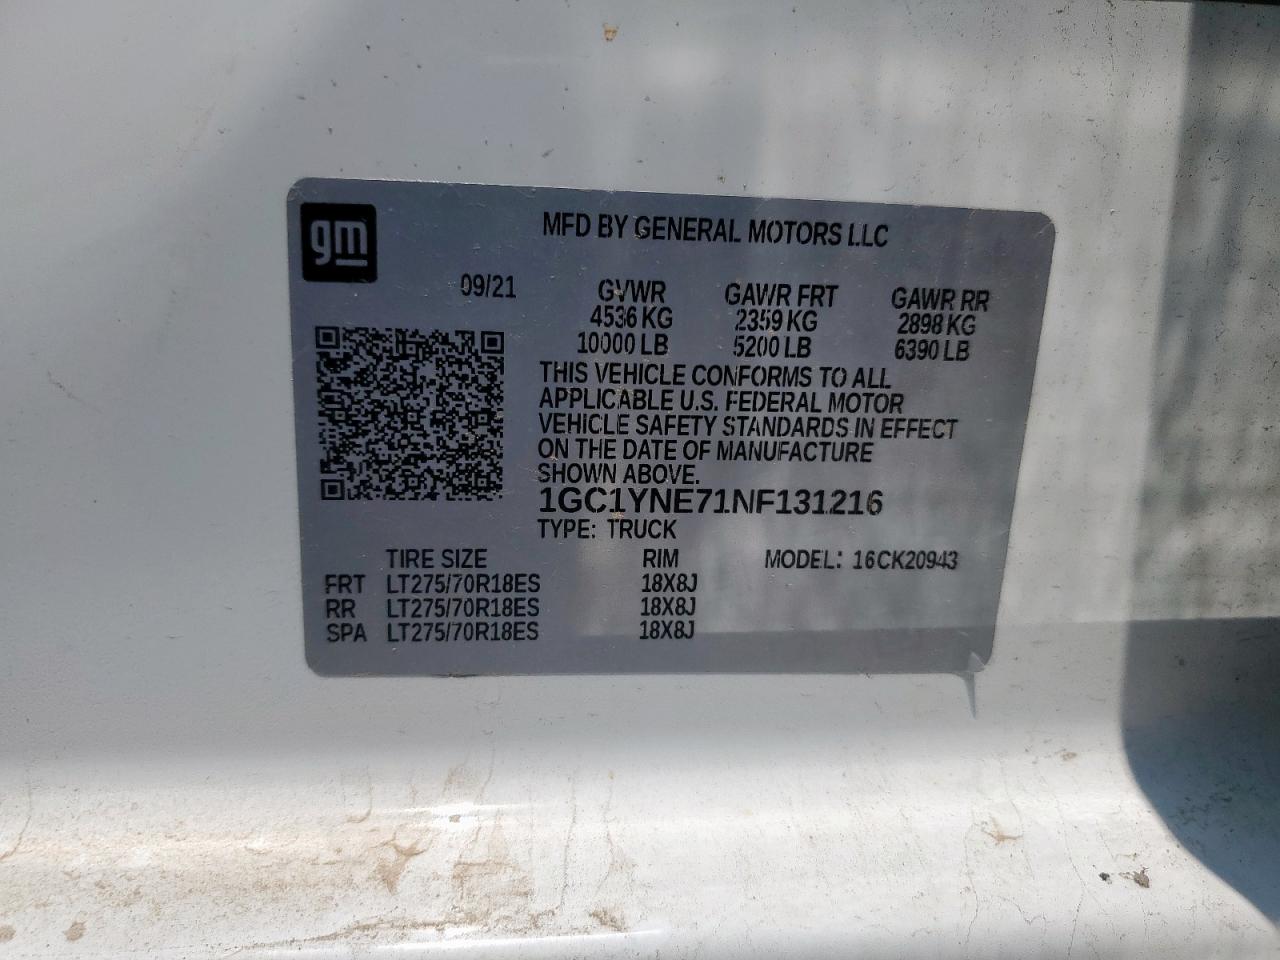 gm
MFD BY GENERAL MOTORS LLC
09/21 GVWR GAWR FRT GAWR RR
4536 KG 2359 KG 2898 KG
10000 LB 5200 LB 6390 LB
THIS VEHICLE CONFORMS TO ALL
APPLICABLE U.S. FEDERAL MOTOR
VEHICLE SAFETY STANDARDS IN EFFECT
ON THE DATE OF MANUFACTURE
SHOWN ABOVE.
1GC1YNE71NF131216
TYPE: TRUCK
TIRE SIZE RIM MODEL: 16CK20943
FRT LT275/70R18ES 18X8J
RR LT275/70R18ES 18X8J
SPA LT275/70R18ES 18X8J